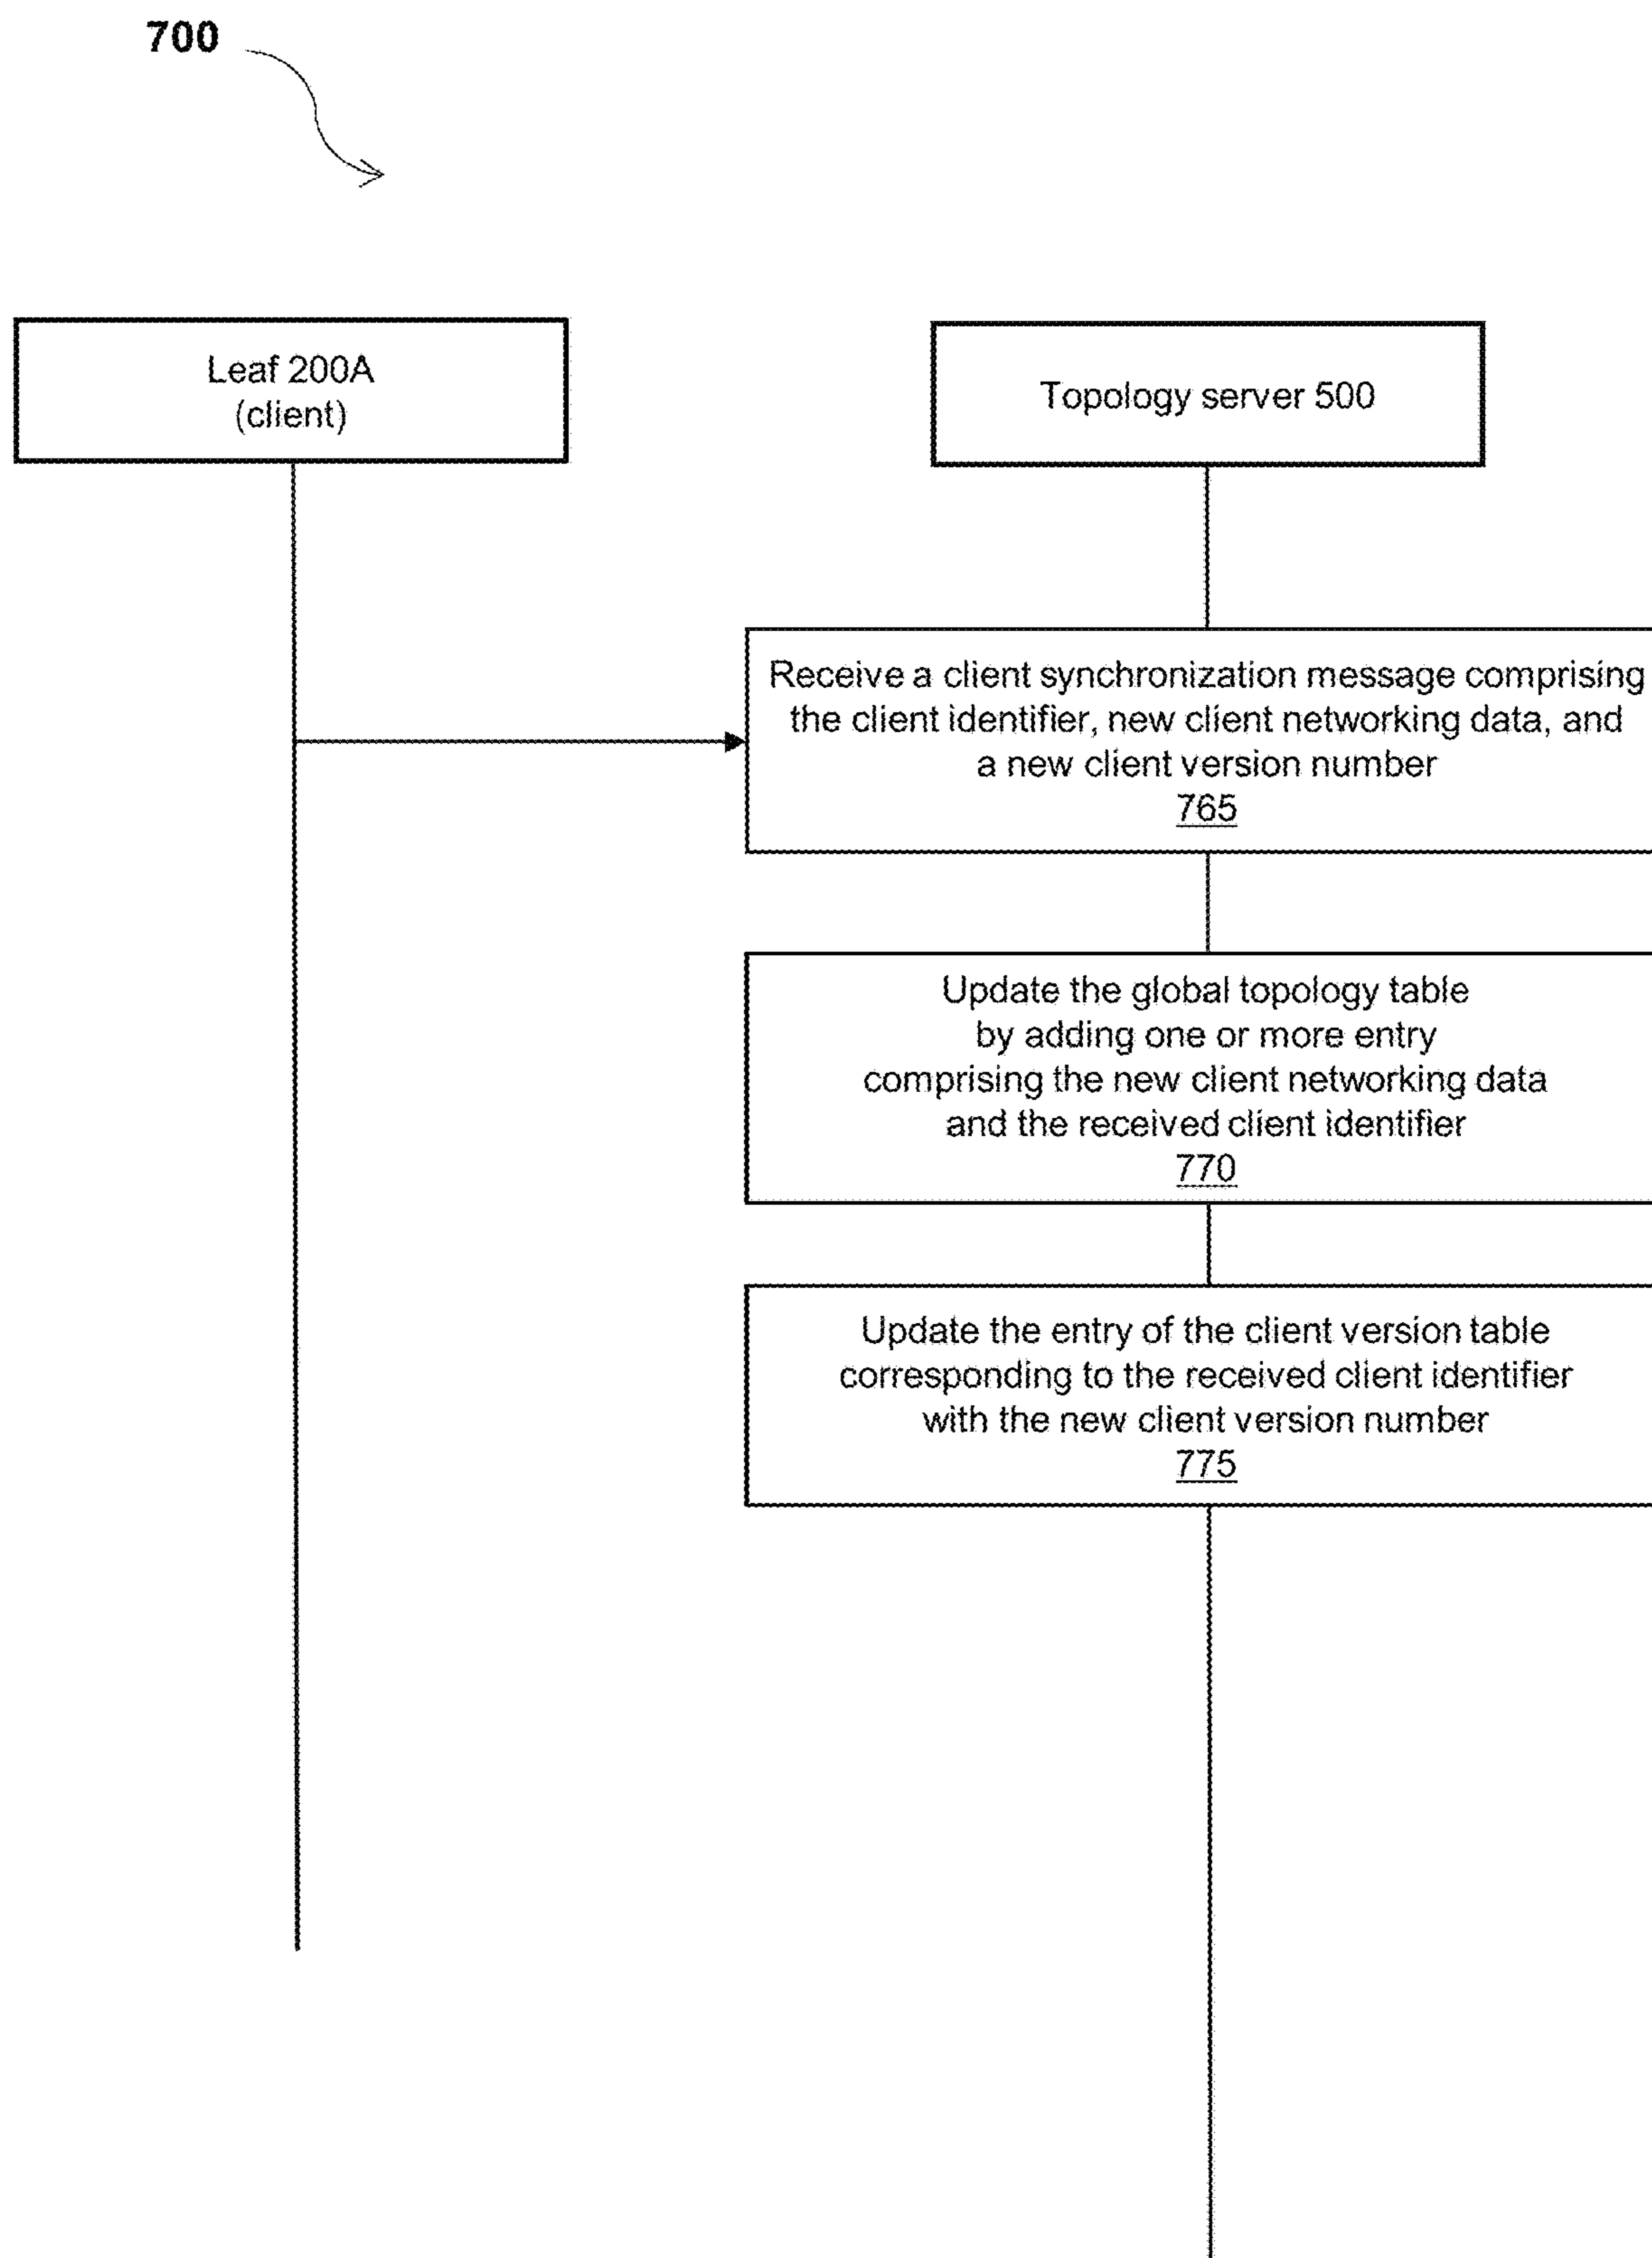 700
Leaf 200A
(client)
Topology server 500
Receive a client synchronization message comprising
the client identifier, new client networking data, and
a new client version number
765
Update the global topology table
by adding one or more entry
comprising the new client networking data
and the received client identifier
770
Update the entry of the client version table
corresponding to the received client identifier
with the new client version number
775